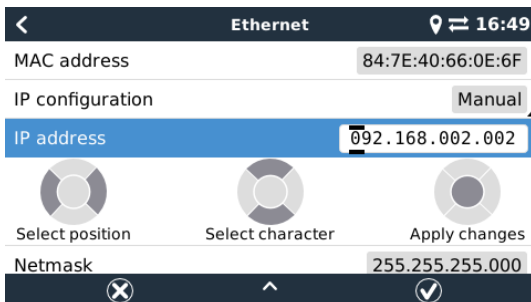 Ethernet 16:49
MAC address 84:7E:40:66:0E:6F
IP configuration Manual
IP address 092.168.002.002
Select position Select character Apply changes
Netmask 255.255.255.000